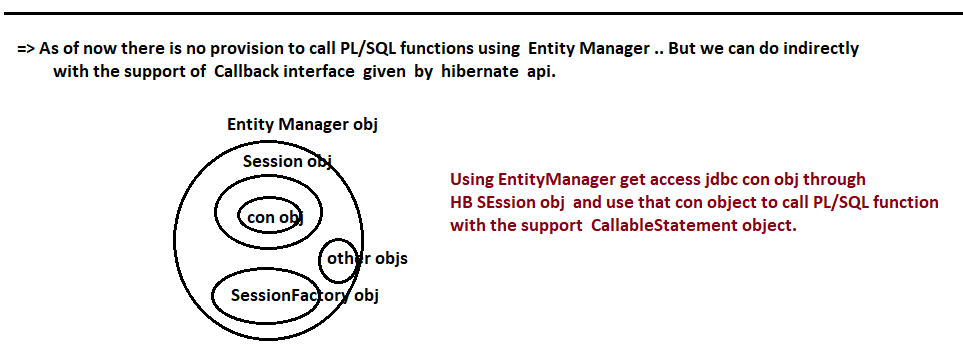 => As of now there is no provision to call PL/SQL functions using Entity Manager .. But we can do indirectly
with the support of Callback interface given by hibernate api.
Entity Manager obj
Session obj
con obj
other objs
SessionFactory obj
Using EntityManager get access jdbc con obj through
HB SEssion obj and use that con object to call PL/SQL function
with the support CallableStatement object.